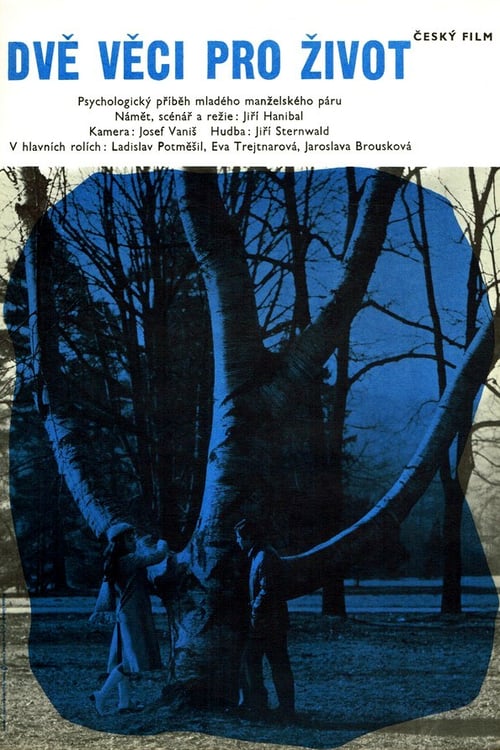 ČESKÝ FILM
DVĚ VĚCI PRO ŽIVOT
Psychologický příběh mladého manželského páru
Námět, scénář a režie: Jiří Hanibal
Kamera: Josef Vaniš Hudba: Jiří Sternwald
V hlavních rolích: Ladislav Potměšil, Eva Trejtnarová, Jaroslava Brousková